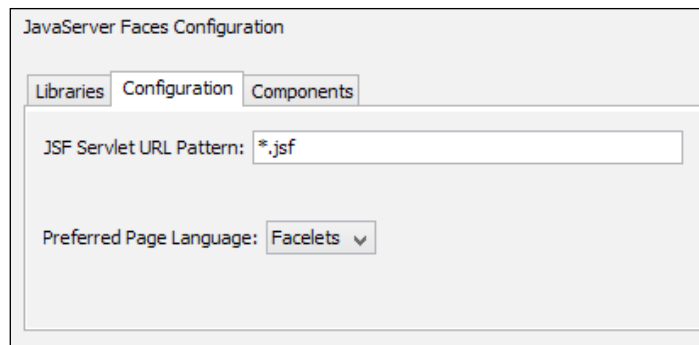 JavaServer Faces Configuration
Libraries Configuration Components
JSF Servlet URL Pattern: *.jsf
Preferred Page Language: Facelets